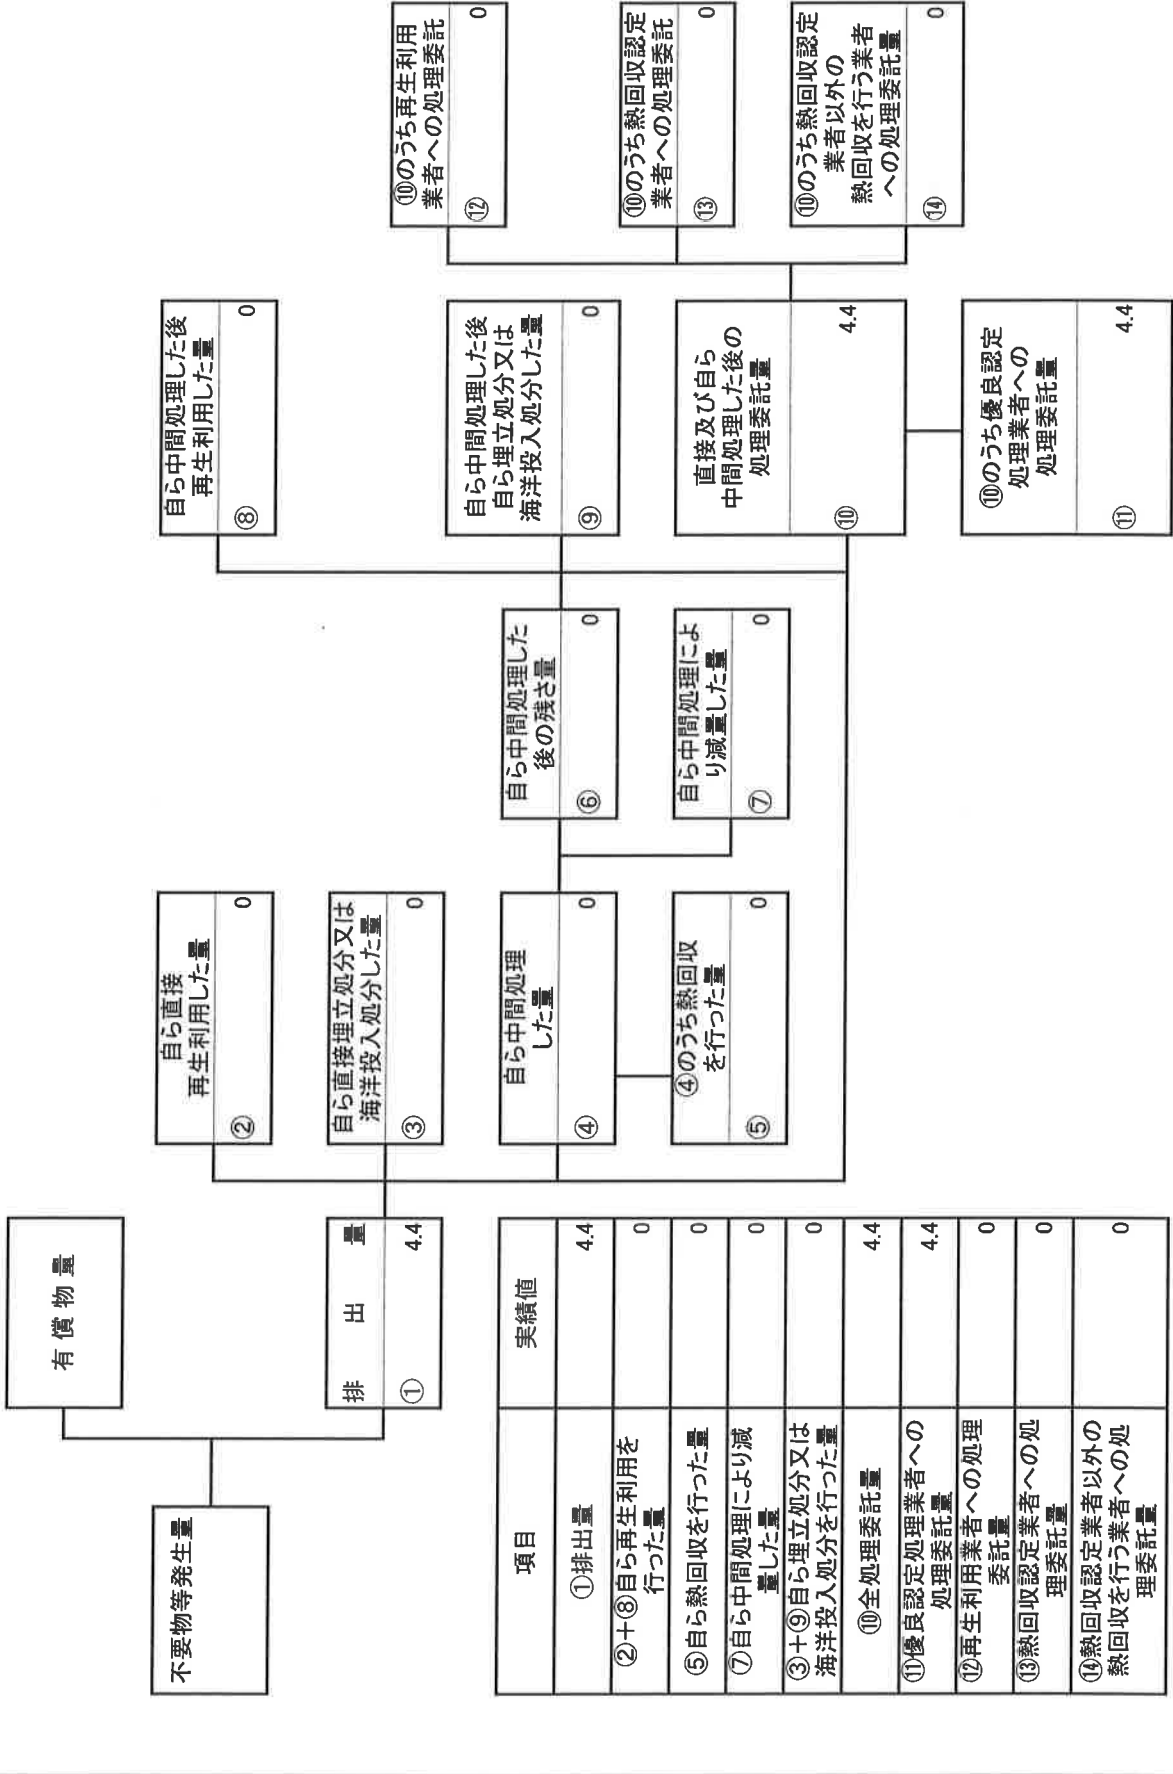 不要物等発生量
有償物量
排出量
① 4.4
自ら直接
再生利用した量
② 0
自ら直接埋立処分又は
海洋投入処分した量
③ 0
自ら中間処理
した量
④ 0
④のうち熱回収
を行った量
⑤ 0
自ら中間処理した
後の残さ量
⑥ 0
自ら中間処理によ
り減量した量
⑦ 0
自ら中間処理した後
再生利用した量
⑧ 0
自ら中間処理した後
自ら埋立処分又は
海洋投入処分した量
⑨ 0
直接及び自ら
中間処理した後の
処理委託量
⑩ 4.4
⑩のうち優良認定
処理業者への
処理委託量
⑪ 4.4
⑩のうち再生利用
業者への処理委託
⑫ 0
⑩のうち熱回収認定
業者への処理委託
⑬ 0
⑩のうち熱回収認定
業者以外の
熱回収を行う業者
への処理委託量
⑭ 0
項目 実績値
①排出量 4.4
②+⑧自ら再生利用を
行った量 0
⑤自ら熱回収を行った量 0
⑦自ら中間処理により減
量した量 0
③+⑨自ら埋立処分又は
海洋投入処分を行った量 0
⑩全処理委託量 4.4
⑪優良認定処理業者への
処理委託量 4.4
⑫再生利用業者への処理
委託量 0
⑬熱回収認定業者への処
理委託量 0
⑭熱回収認定業者以外の
熱回収を行う業者への処
理委託量 0